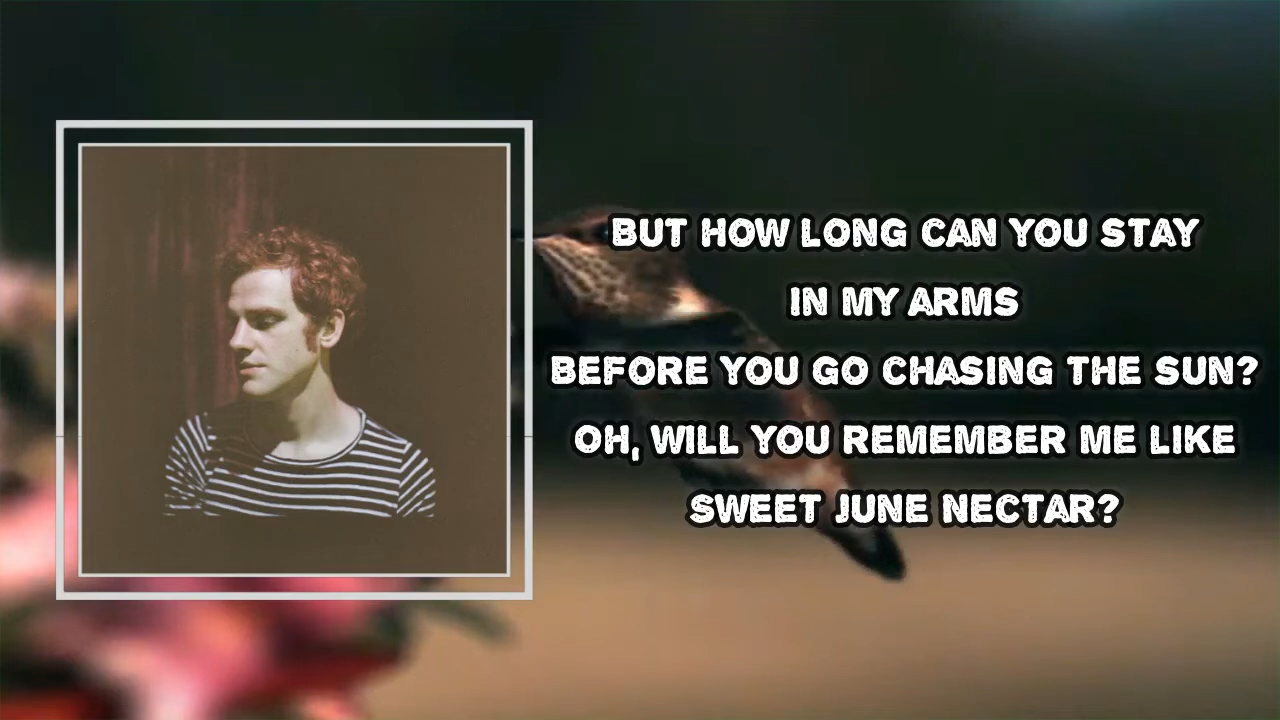 BUT HOW LONG CAN YOU STAY
IN MY ARMS
BEFORE YOU GO CHASING THE SUN?
OH, WILL YOU REMEMBER ME LIKE
SWEET JUNE NECTAR?